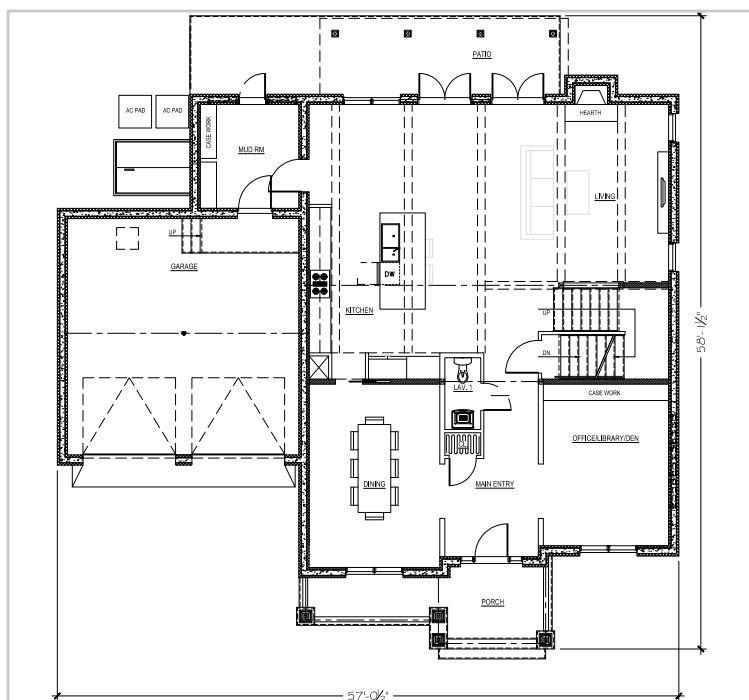 PATIO
AC PAD
AC PAD
CASE WORK
MUD RM
HEARTH
LIVING
UP
GARAGE
DW
KITCHEN
UP
DN
58'-1½"
LAV. 1
CASE WORK
OFFICE/LIBRARY/DEN
DINING
MAIN ENTRY
PORCH
57'-0½"